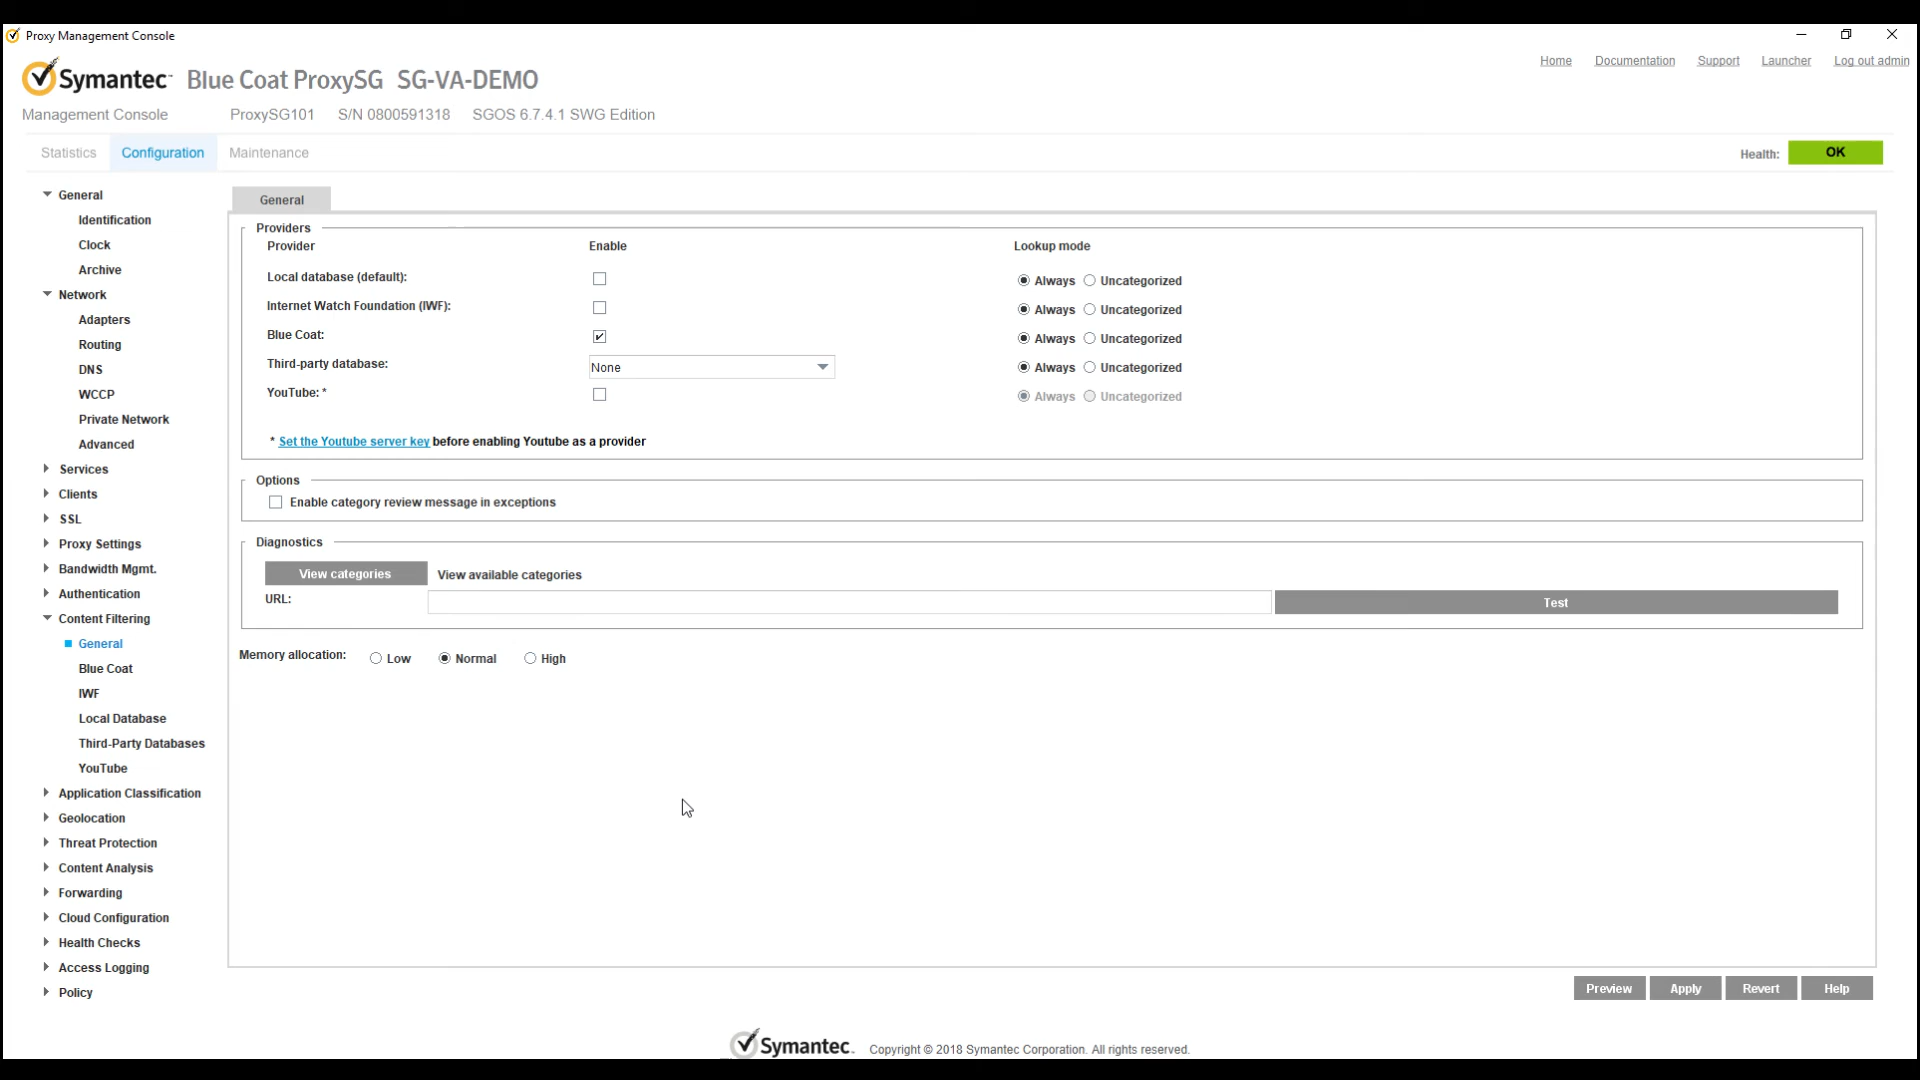 Proxy Management Console
Symantec Blue Coat ProxySG SG-VA-DEMO
Home Documentation Support Launcher Log out admin
Management Console ProxySG101 S/N 0800591318 SGOS 6.7.4.1 SWG Edition
Statistics Configuration Maintenance
Health: OK
General
Identification
Clock
Archive
Network
Adapters
Routing
DNS
WCCP
Private Network
Advanced
Services
Clients
SSL
Proxy Settings
Bandwidth Mgmt.
Authentication
Content Filtering
General
Blue Coat
IWF
Local Database
Third-Party Databases
YouTube
Application Classification
Geolocation
Threat Protection
Content Analysis
Forwarding
Cloud Configuration
Health Checks
Access Logging
Policy
General
Providers
Provider Enable Lookup mode
Local database (default): Always Uncategorized
Internet Watch Foundation (IWF): Always Uncategorized
Blue Coat: Always Uncategorized
Third-party database: None Always Uncategorized
YouTube: * Always Uncategorized
* Set the Youtube server key before enabling Youtube as a provider
Options
Enable category review message in exceptions
Diagnostics
View categories View available categories
URL: Test
Memory allocation: Low Normal High
Preview Apply Revert Help
Symantec Copyright © 2018 Symantec Corporation. All rights reserved.